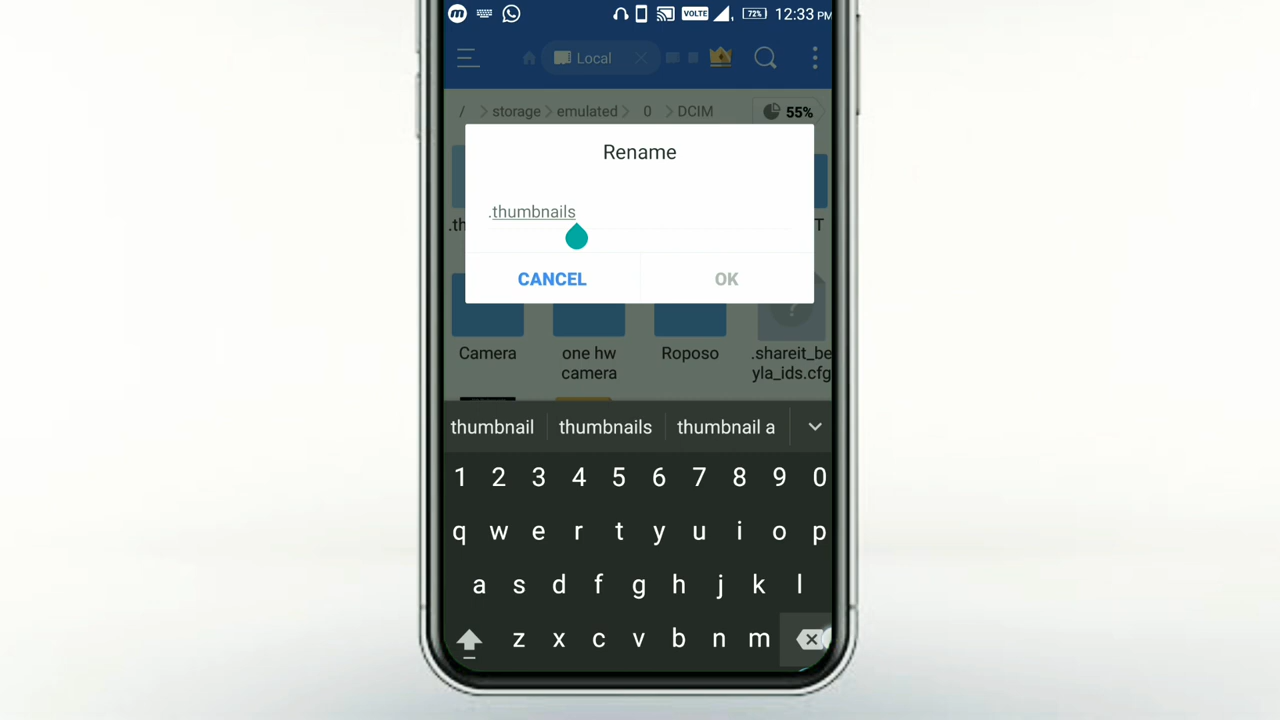 m VOLTE 72% 12:33 PM
Local
/ storage emulated 0 DCIM 55%
Rename
.thumbnails
.th T
CANCEL OK
Camera one hw Roposo .shareit_be
camera yla_ids.cfg
?
thumbnail thumbnails thumbnail a
1 2 3 4 5 6 7 8 9 0
q w e r t y u i o p
a s d f g h j k l
z x c v b n m